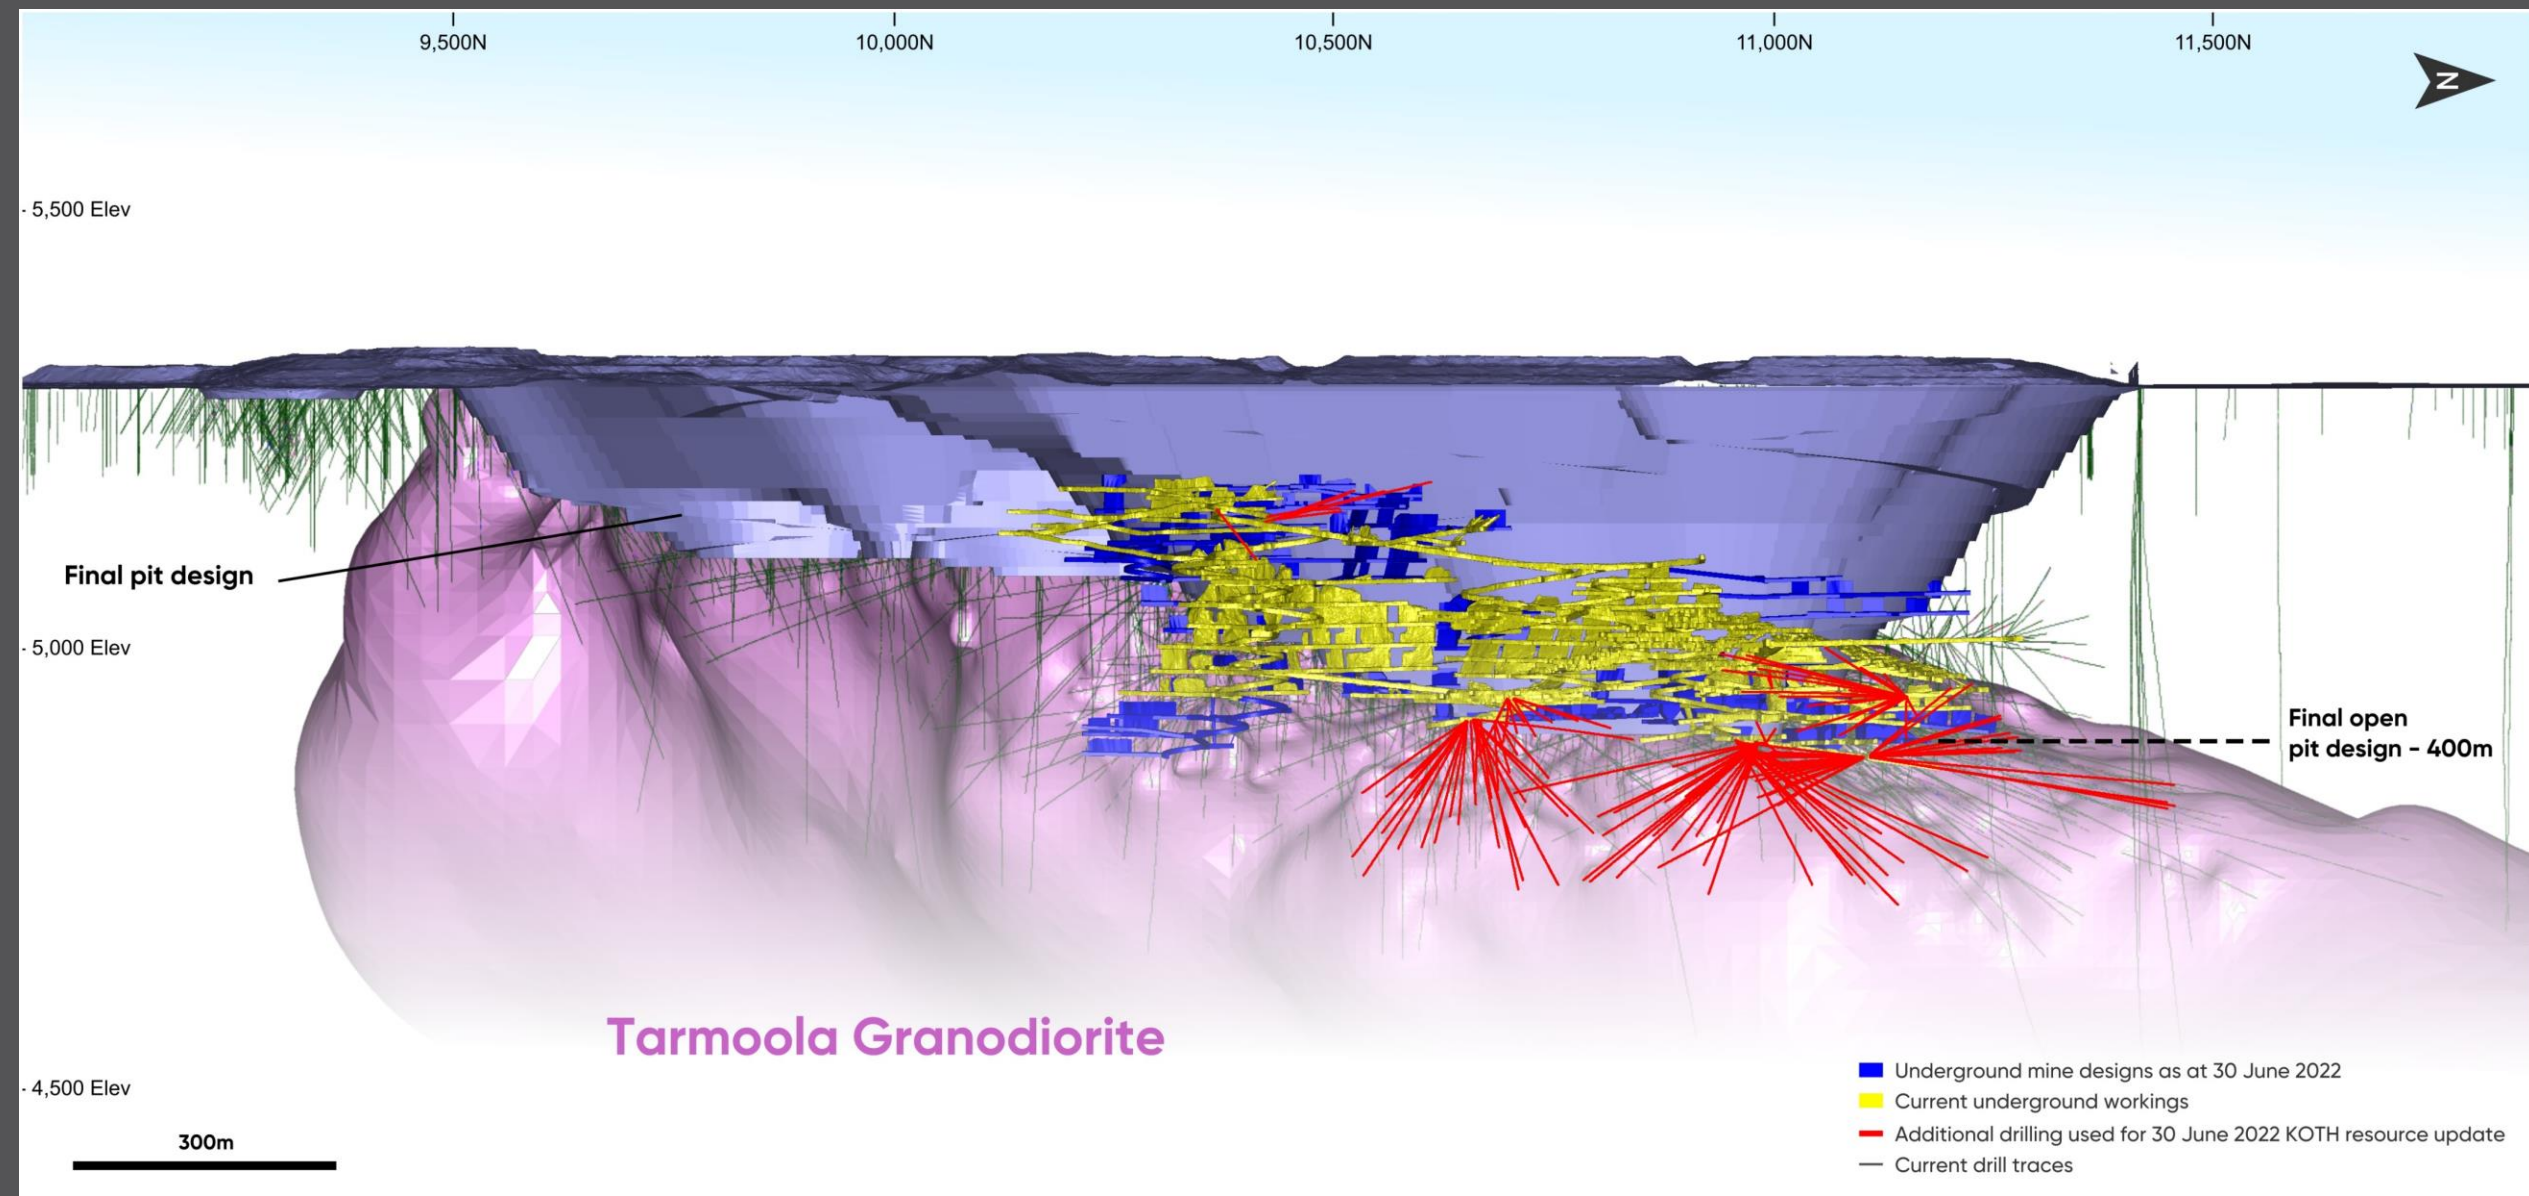 9,500N
10,000N
10,500N
11,000N
11,500N
N
- 5,500 Elev
Final pit design
- 5,000 Elev
Final open
pit design - 400m
Tarmoola Granodiorite
- 4,500 Elev
300m
Underground mine designs as at 30 June 2022
Current underground workings
Additional drilling used for 30 June 2022 KOTH resource update
Current drill traces